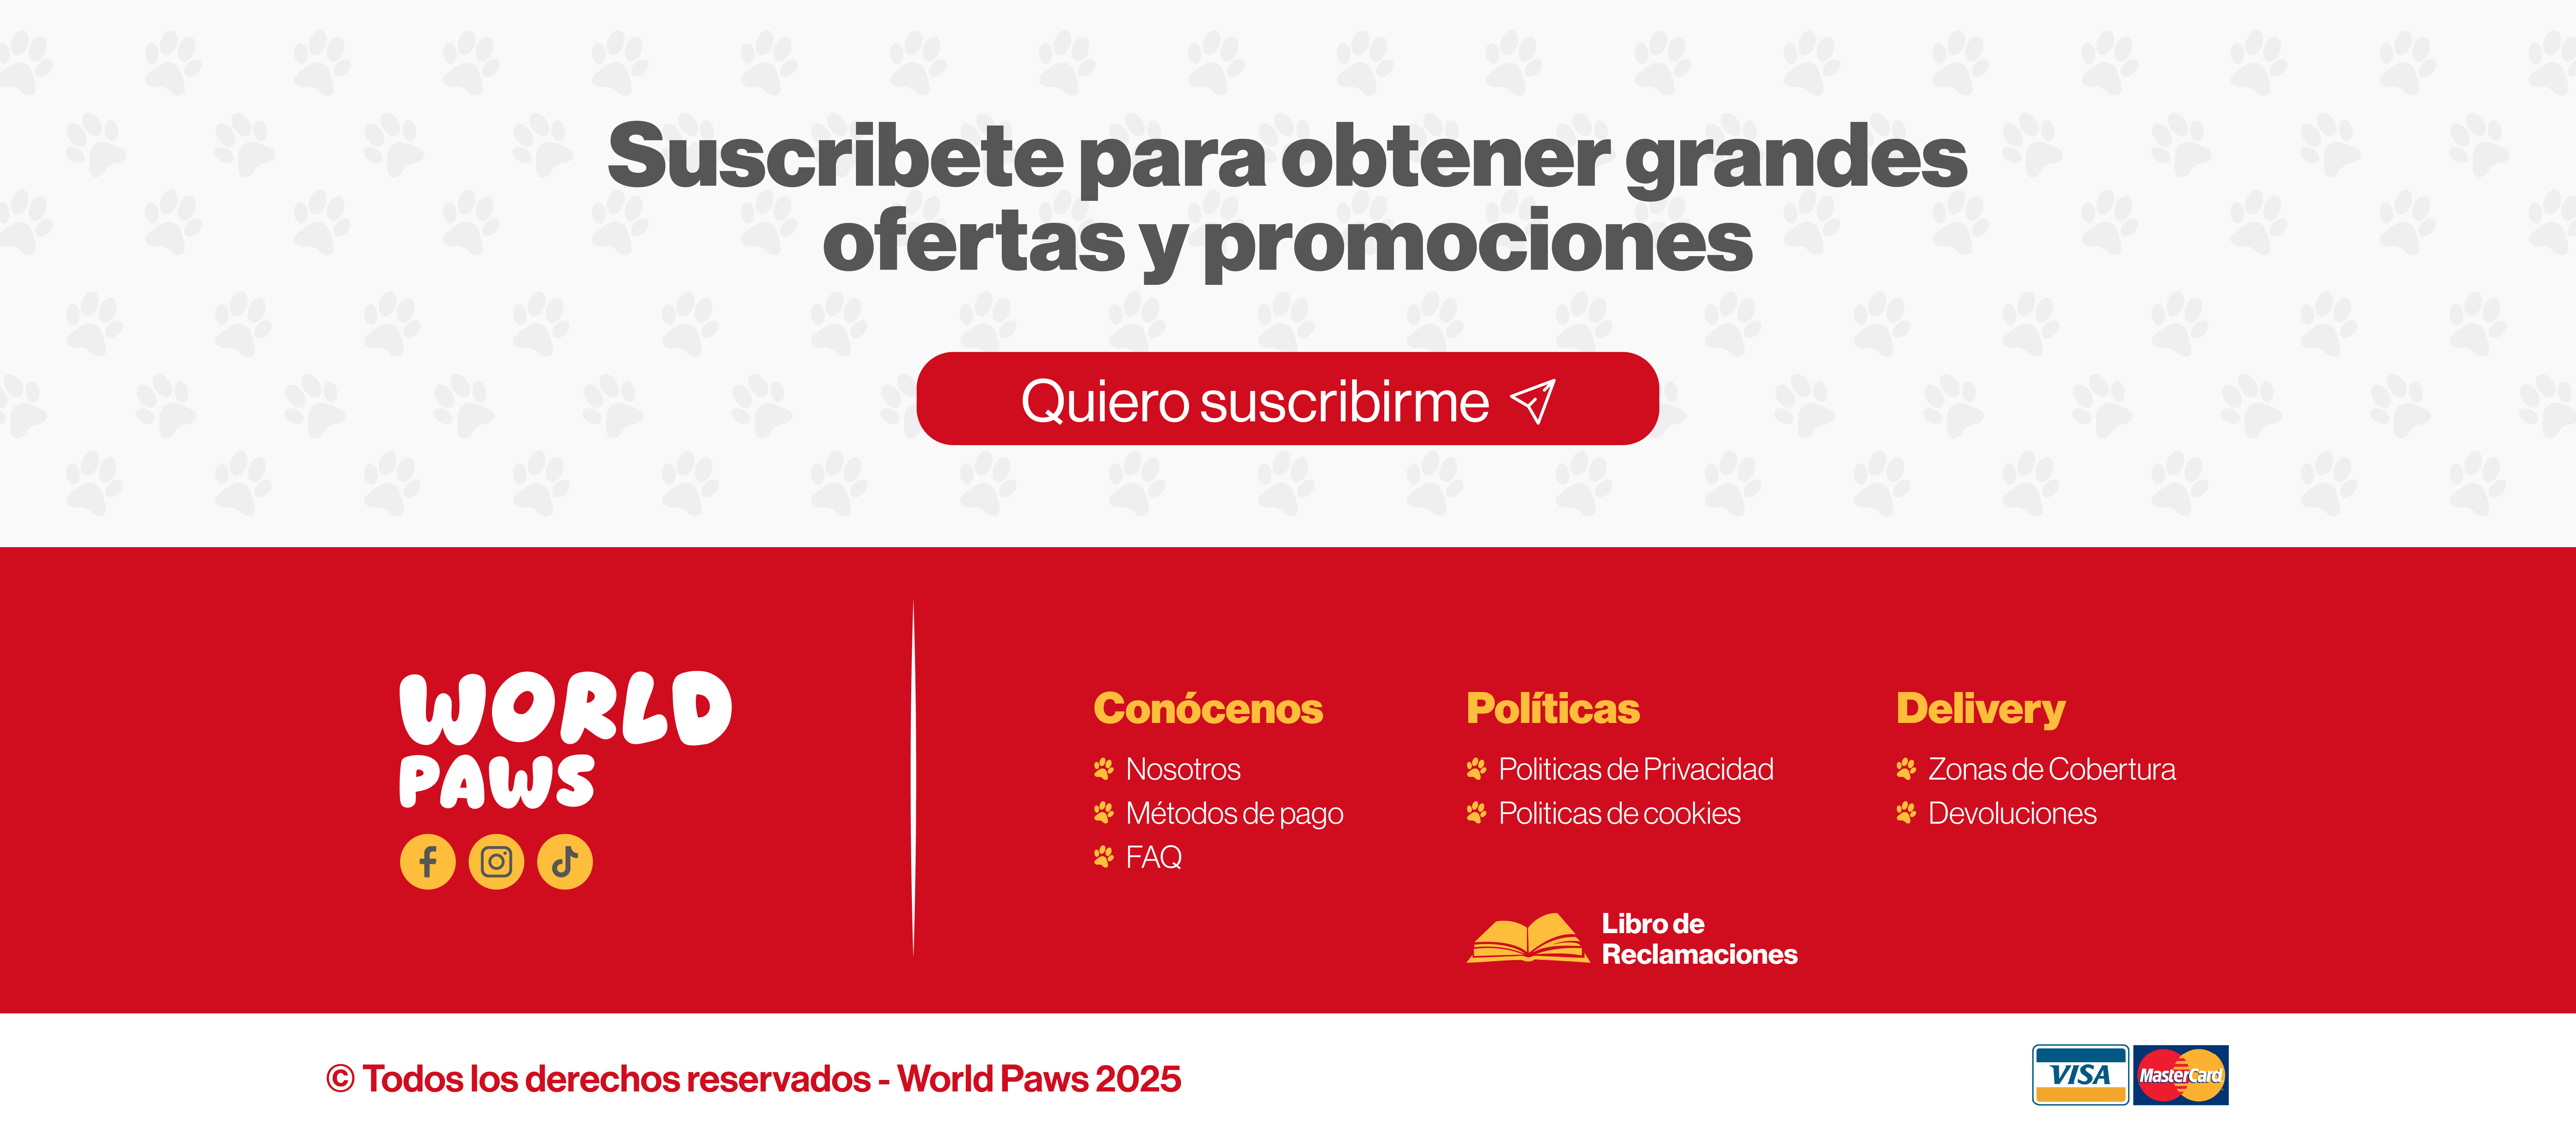 Suscribete para obtener grandes
ofertas y promociones
Quiero suscribirme
WORLD
PAWS
Conócenos
Nosotros
Métodos de pago
FAQ
Políticas
Politicas de Privacidad
Politicas de cookies
Libro de
Reclamaciones
Delivery
Zonas de Cobertura
Devoluciones
© Todos los derechos reservados - World Paws 2025
VISA
MasterCard